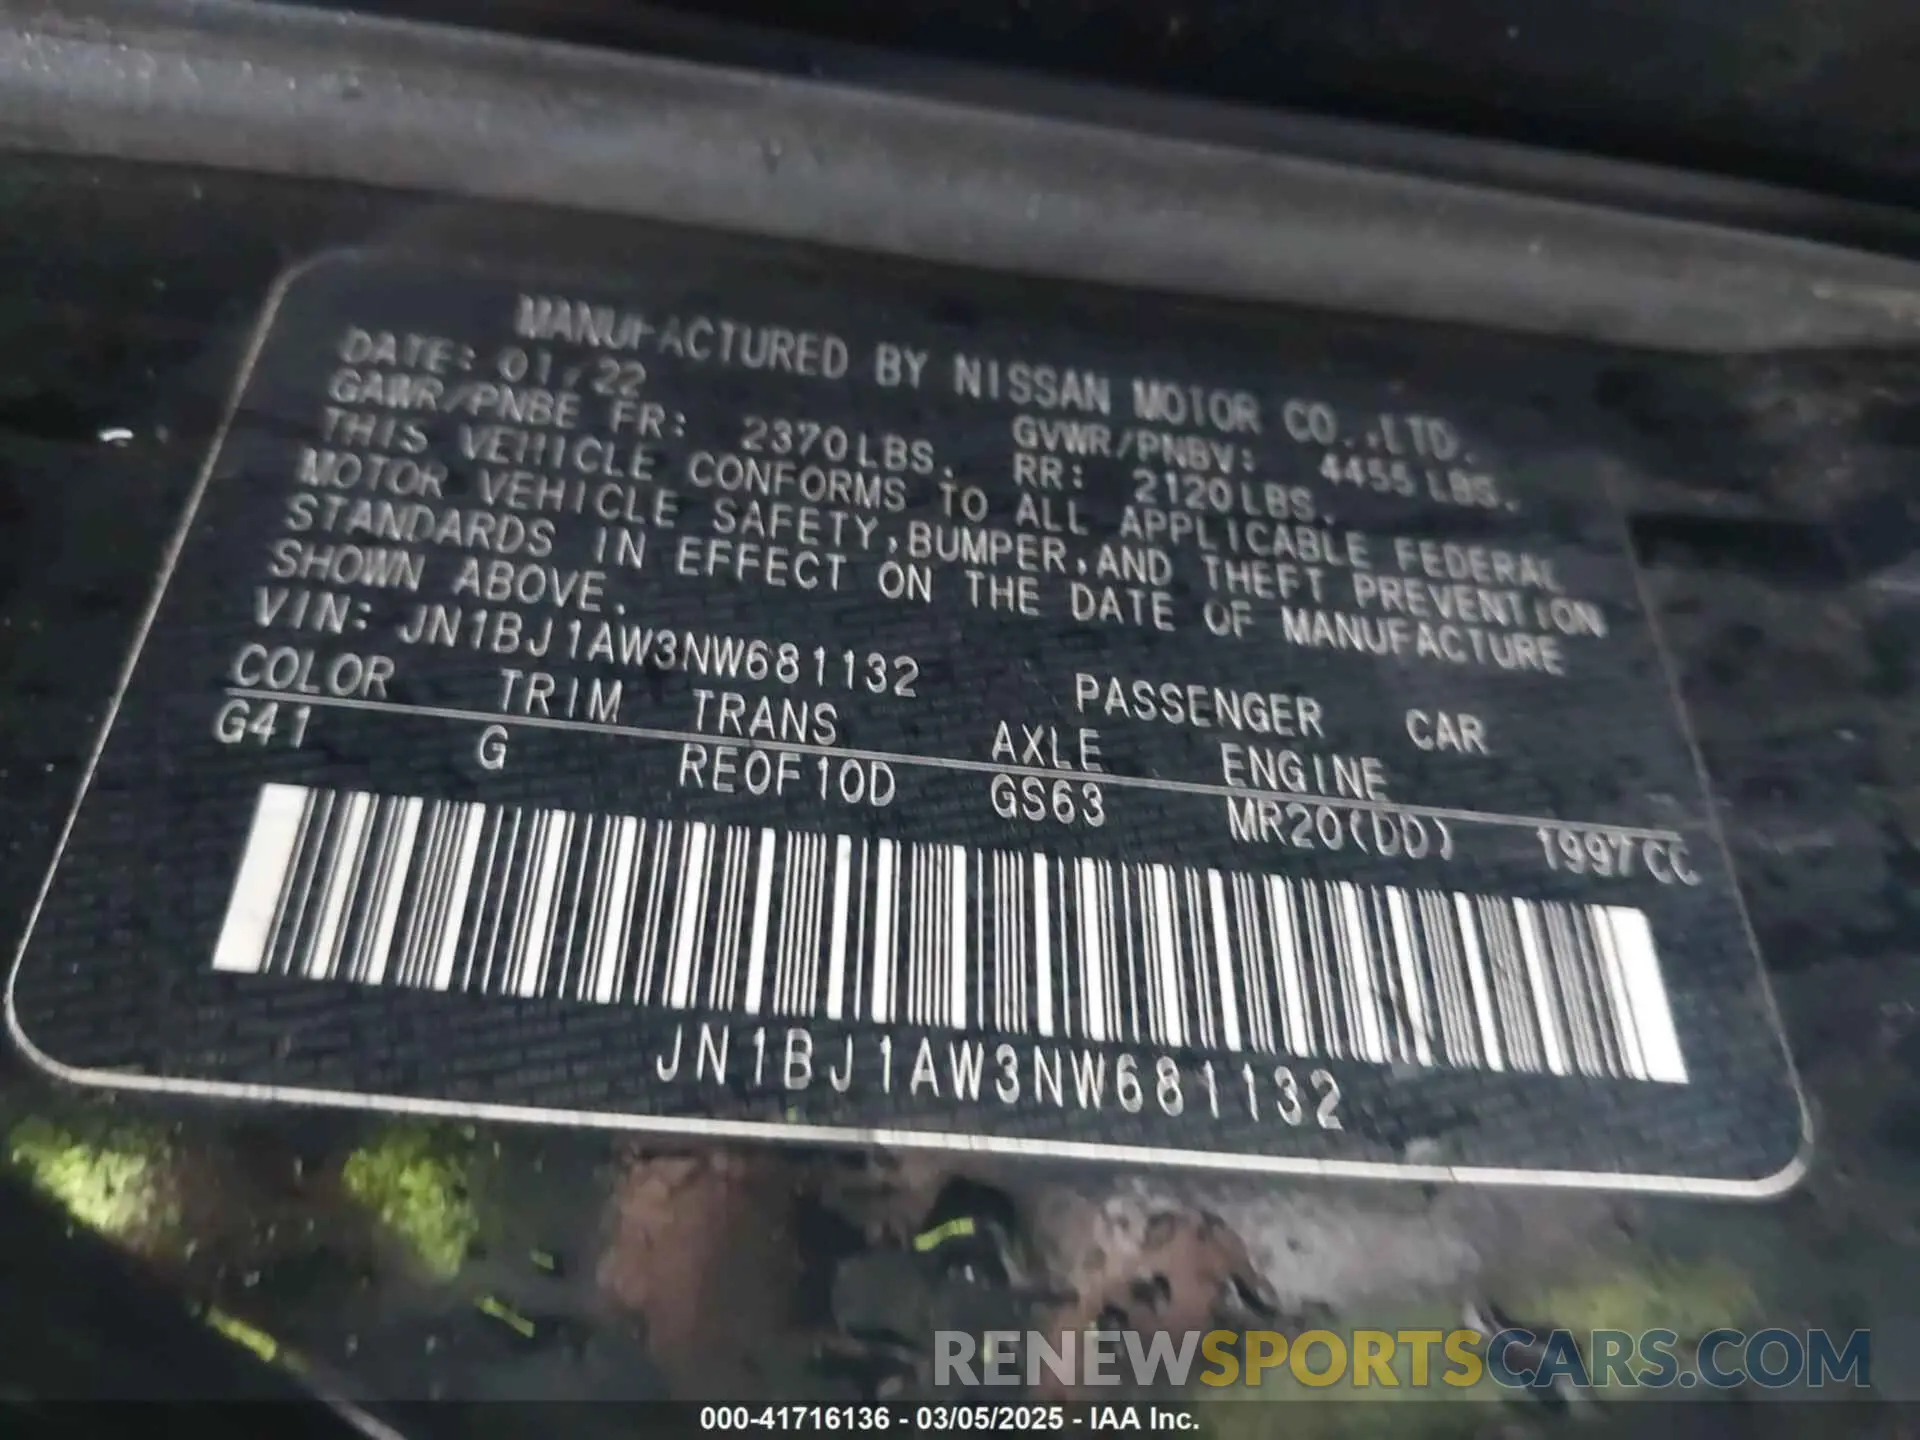 MANUFACTURED BY NISSAN MOTOR CO.,LTD.
DATE: 01/22 GVWR/PNBV: 4455 LBS.
GAWR/PNBE FR: 2370LBS. RR: 2120LBS.
THIS VEHICLE CONFORMS TO ALL APPLICABLE FEDERAL
MOTOR VEHICLE SAFETY,BUMPER,AND THEFT PREVENTION
STANDARDS IN EFFECT ON THE DATE OF MANUFACTURE
SHOWN ABOVE.
VIN: JN1BJ1AW3NW681132 PASSENGER CAR
COLOR TRIM TRANS AXLE ENGINE
G41 G RE0F10D GS63 MR20(DD) 1997CC
JN1BJ1AW3NW681132
RENEWSPORTSCARS.COM
000-41716136 - 03/05/2025 - IAA Inc.